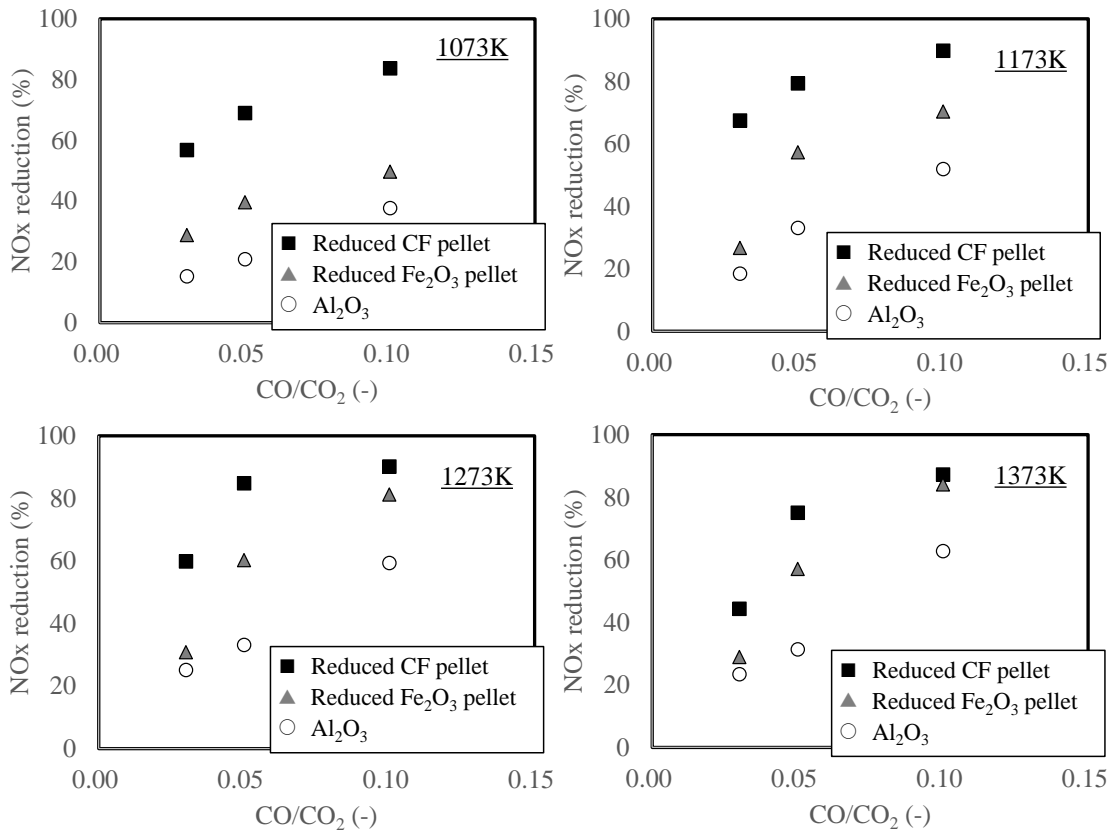 100
80
60
40
20
0
NOx reduction (%)
1073K
Reduced CF pellet
Reduced Fe₂O₃ pellet
Al₂O₃
0.00 0.05 0.10 0.15
CO/CO₂ (-)
100
80
60
40
20
0
NOx reduction (%)
1173K
Reduced CF pellet
Reduced Fe₂O₃ pellet
Al₂O₃
0.00 0.05 0.10 0.15
CO/CO₂ (-)
100
80
60
40
20
0
NOx reduction (%)
1273K
Reduced CF pellet
Reduced Fe₂O₃ pellet
Al₂O₃
0.00 0.05 0.10 0.15
CO/CO₂ (-)
100
80
60
40
20
0
NOx reduction (%)
1373K
Reduced CF pellet
Reduced Fe₂O₃ pellet
Al₂O₃
0.00 0.05 0.10 0.15
CO/CO₂ (-)